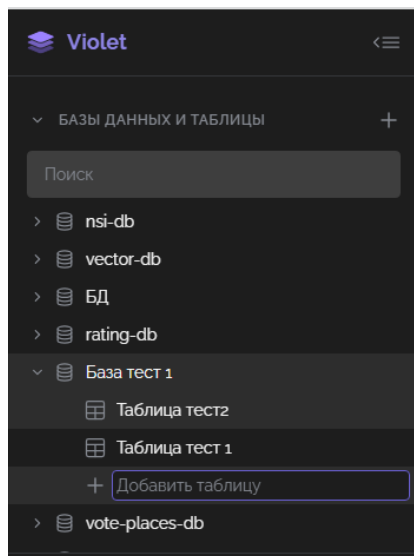 Violet
БАЗЫ ДАННЫХ И ТАБЛИЦЫ
Поиск
nsi-db
vector-db
БД
rating-db
База тест 1
Таблица тест2
Таблица тест 1
Добавить таблицу
vote-places-db